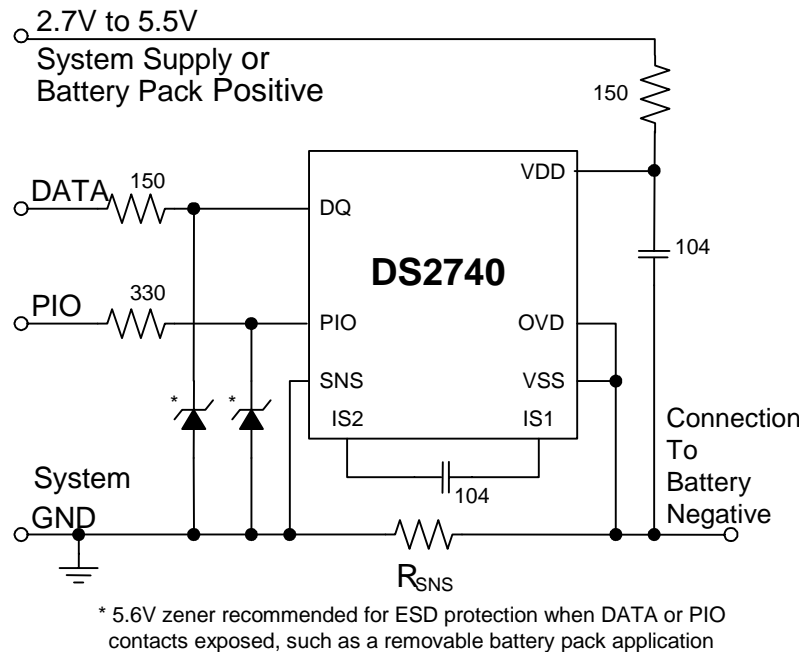 2.7V to 5.5V
System Supply or
Battery Pack Positive
150
VDD
DATA
150
DQ
104
DS2740
PIO
330
PIO
OVD
SNS
VSS
*
*
IS2
IS1
Connection
To
Battery
Negative
104
System
GND
RSNS
* 5.6V zener recommended for ESD protection when DATA or PIO
contacts exposed, such as a removable battery pack application